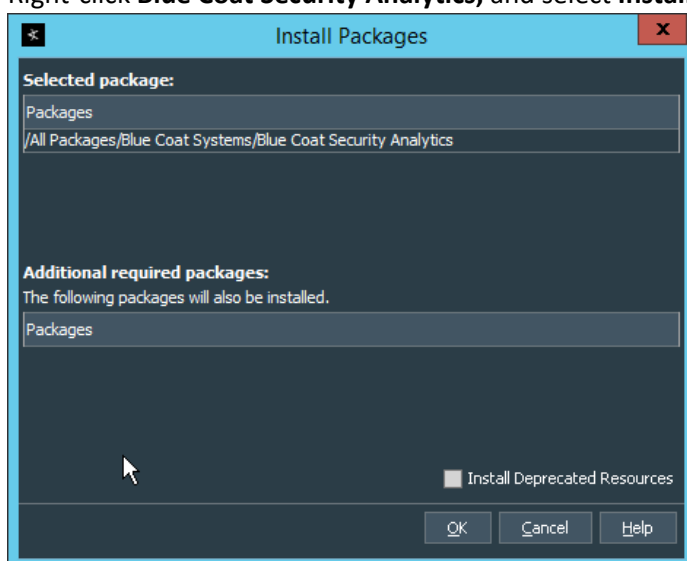 Right-click Blue Coat Security Analytics, and select
Install Packages
x
Selected package:
Packages
/All Packages/Blue Coat Systems/Blue Coat Security Analytics
Additional required packages:
The following packages will also be installed.
Packages
Install Deprecated Resources
OK Cancel Help